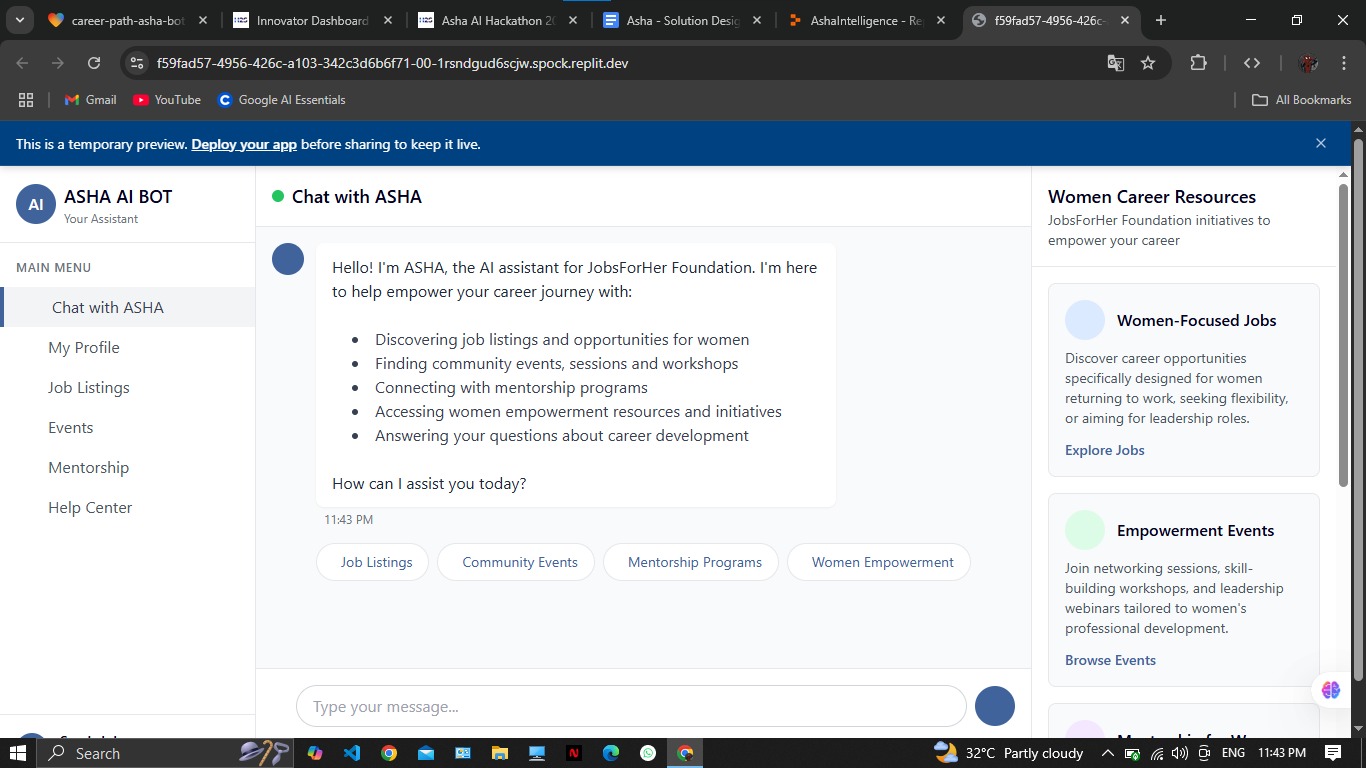 career-path-asha-bot
Innovator Dashboard
Asha AI Hackathon 20
Asha - Solution Desig
AshaIntelligence - Re
f59fad57-4956-426c-
f59fad57-4956-426c-a103-342c3d6b6f71-00-1rsndgud6scjw.spock.replit.dev
Gmail
YouTube
Google AI Essentials
All Bookmarks
This is a temporary preview. Deploy your app before sharing to keep it live.
AI
ASHA AI BOT
Your Assistant
MAIN MENU
Chat with ASHA
My Profile
Job Listings
Events
Mentorship
Help Center
Chat with ASHA
Hello! I'm ASHA, the AI assistant for JobsForHer Foundation. I'm here
to help empower your career journey with:
• Discovering job listings and opportunities for women
• Finding community events, sessions and workshops
• Connecting with mentorship programs
• Accessing women empowerment resources and initiatives
• Answering your questions about career development
How can I assist you today?
11:43 PM
Job Listings
Community Events
Mentorship Programs
Women Empowerment
Type your message...
Women Career Resources
JobsForHer Foundation initiatives to
empower your career
Women-Focused Jobs
Discover career opportunities
specifically designed for women
returning to work, seeking flexibility,
or aiming for leadership roles.
Explore Jobs
Empowerment Events
Join networking sessions, skill-
building workshops, and leadership
webinars tailored to women's
professional development.
Browse Events
Search
32°C Partly cloudy
ENG
11:43 PM